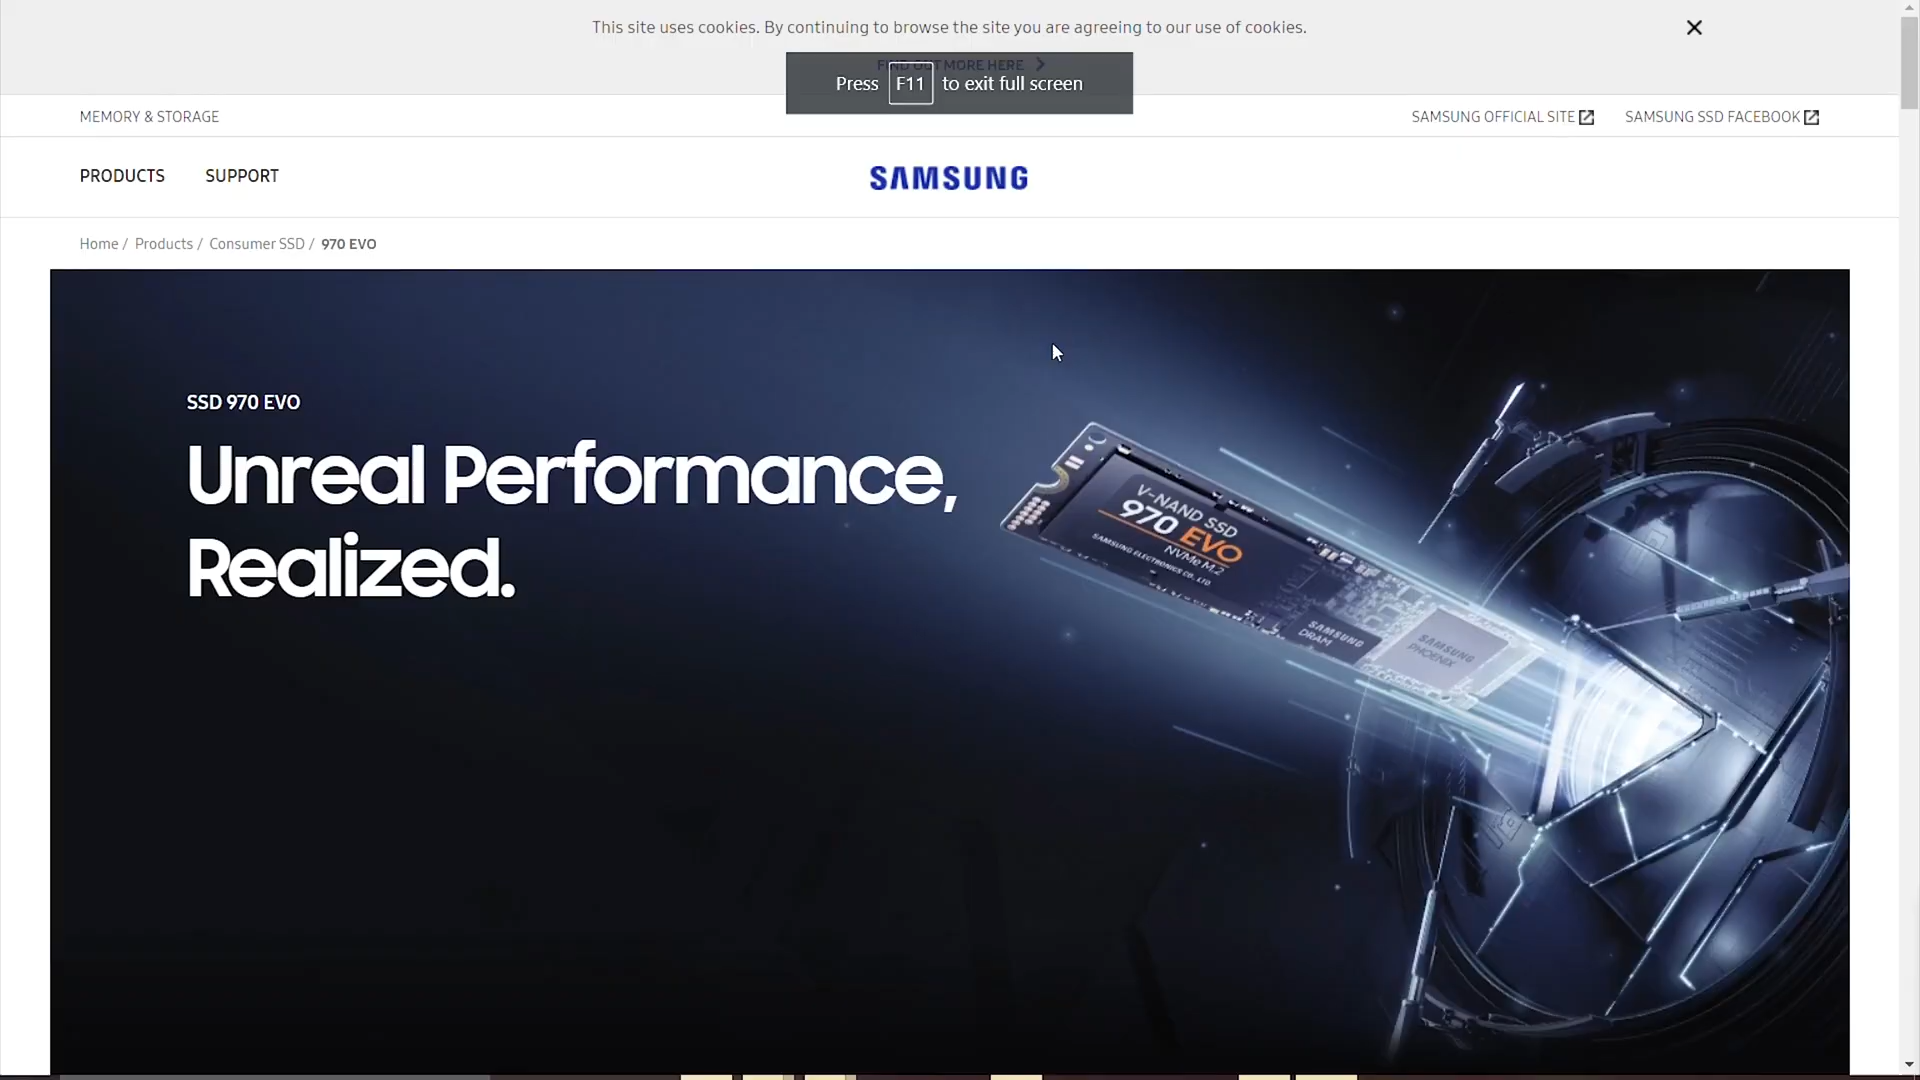 This site uses cookies. By continuing to browse the site you are agreeing to our use of cookies.
FIND OUT MORE HERE
Press F11 to exit full screen
MEMORY & STORAGE
SAMSUNG OFFICIAL SITE
SAMSUNG SSD FACEBOOK
PRODUCTS
SUPPORT
SAMSUNG
Home / Products / Consumer SSD / 970 EVO
SSD 970 EVO
Unreal Performance,
Realized.
V-NAND SSD
970 EVO
NVMe M.2
SAMSUNG ELECTRONICS CO., LTD
SAMSUNG
DRAM
SAMSUNG
PHOENIX